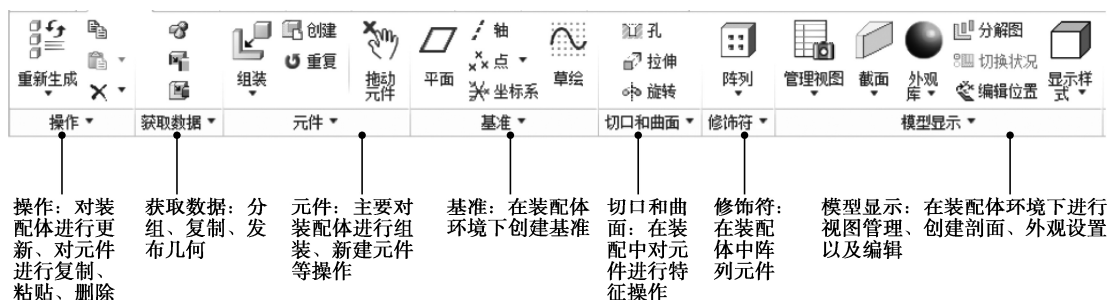 重新生成
组装
创建
重复
拖动
元件
平面
轴
点
坐标系
草绘
孔
拉伸
旋转
阵列
管理视图
截面
外观
库
分解图
切换状况
编辑位置
显示样
式
操作
获取数据
元件
基准
切口和曲面
修饰符
模型显示
操作：对装
配体进行更
新、对元件
进行复制、
粘贴、删除
获取数据：分
组、复制、发
布几何
元件：主要对
装配体进行组
装、新建元件
等操作
基准：在装配体
环境下创建基准
切口和曲
面：在装
配中对元
件进行特
征操作
修饰符：
在装配
体中阵
列元件
模型显示：在装配体环境下进行
视图管理、创建剖面、外观设置
以及编辑